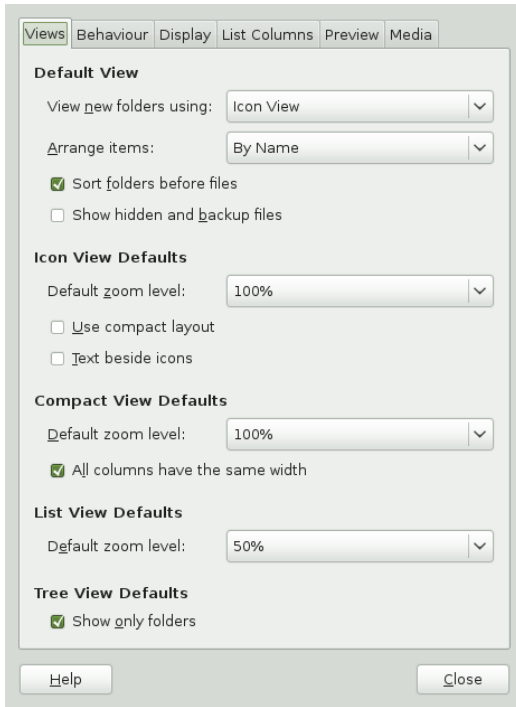 Views Behaviour Display List Columns Preview Media
Default View
View new folders using: Icon View
Arrange items: By Name
Sort folders before files
Show hidden and backup files
Icon View Defaults
Default zoom level: 100%
Use compact layout
Text beside icons
Compact View Defaults
Default zoom level: 100%
All columns have the same width
List View Defaults
Default zoom level: 50%
Tree View Defaults
Show only folders
Help Close